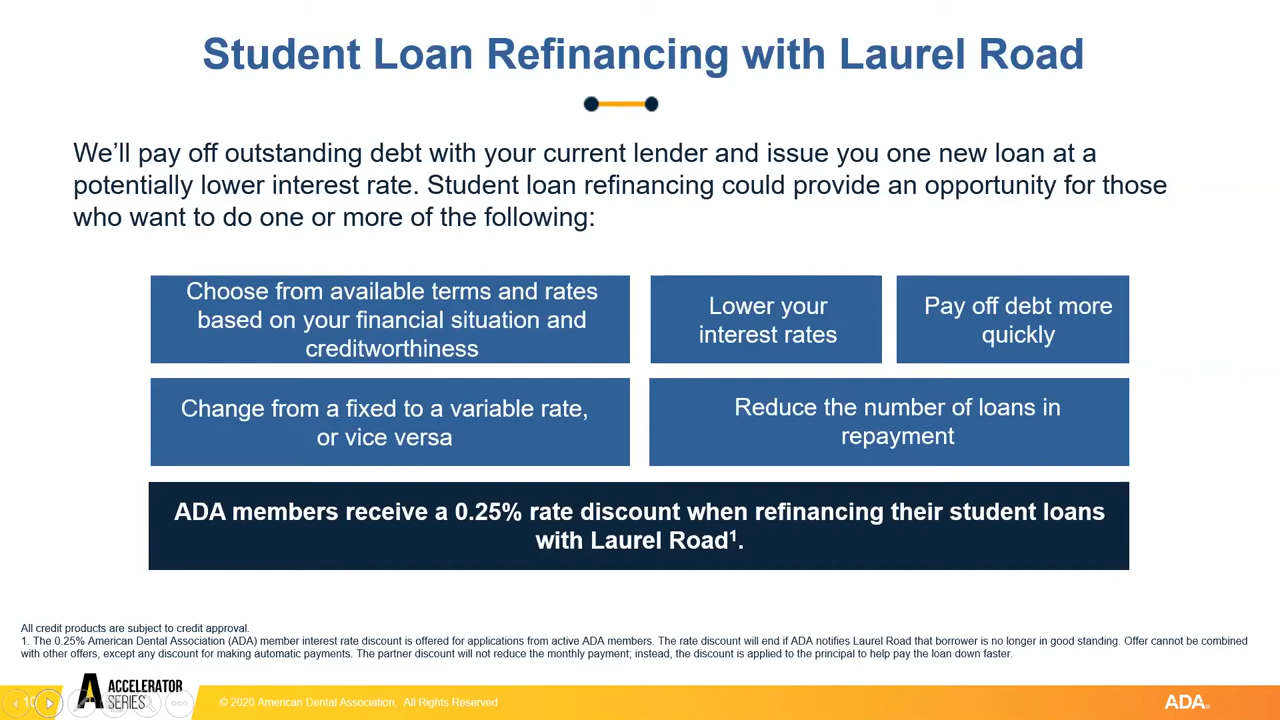 Student Loan Refinancing with Laurel Road
We'll pay off outstanding debt with your current lender and issue you one new loan at a
potentially lower interest rate. Student loan refinancing could provide an opportunity for those
who want to do one or more of the following:
Choose from available terms and rates
based on your financial situation and
creditworthiness
Lower your
interest rates
Pay off debt more
quickly
Change from a fixed to a variable rate,
or vice versa
Reduce the number of loans in
repayment
ADA members receive a 0.25% rate discount when refinancing their student loans
with Laurel Road¹.
All credit products are subject to credit approval.
1. The 0.25% American Dental Association (ADA) member interest rate discount is offered for applications from active ADA members. The rate discount will end if ADA notifies Laurel Road that borrower is no longer in good standing. Offer cannot be combined
with other offers, except any discount for making automatic payments. The partner discount will not reduce the monthly payment; instead, the discount is applied to the principal to help pay the loan down faster.
A ACCELERATOR
SERIES
© 2020 American Dental Association, All Rights Reserved
ADA.